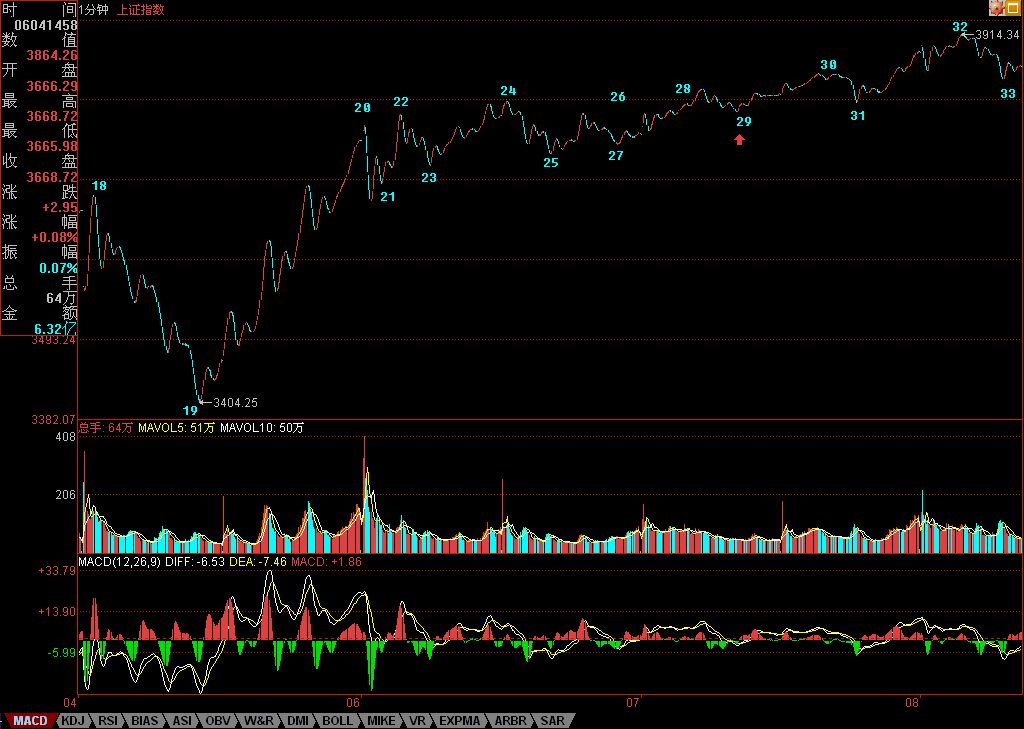 时 间 1分钟 上证指数
06041458
数 值
3864.26
开 盘
3666.29
最 高
3668.72
最 低
3665.98
收 盘
3668.72
涨 跌
+2.95
涨 幅
+0.08%
振 幅
0.07%
总 手
64万
金 额
6.32亿
3493.24
3382.07
18
19
3404.25
20
21
22
23
24
25
26
27
28
29
30
31
32
3914.34
33
总手: 64万 MAVOL5: 51万 MAVOL10: 50万
408
206
MACD(12,26,9) DIFF: -6.53 DEA: -7.46 MACD: +1.86
+33.79
+13.90
-5.99
04 06 07 08
MACD KDJ RSI BIAS ASI OBV W&R DMI BOLL MIKE VR EXPMA ARBR SAR